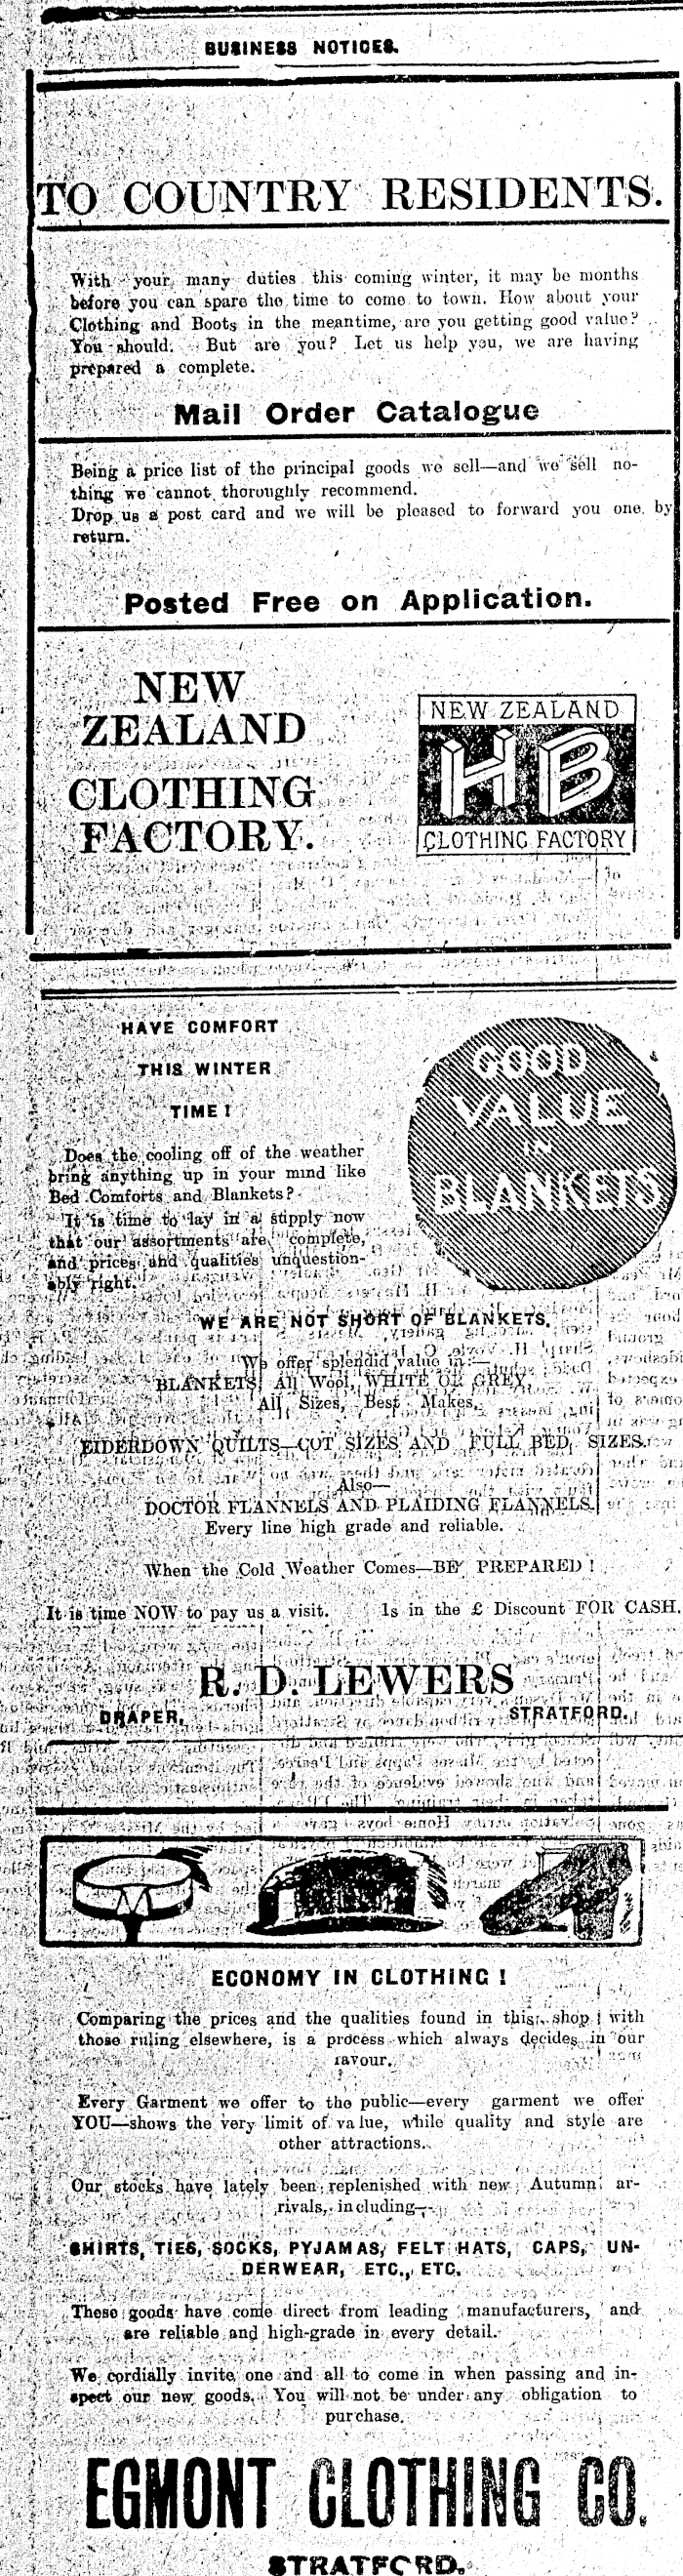 BUSINESS NOTICES.
TO COUNTRY RESIDENTS.
With your many duties this coming winter, it may be months
before you can spare the time to come to town. How about your
Clothing and Boots in the meantime, are you getting good value?
You should. But are you? Let us help you, we are having
prepared a complete.
Mail Order Catalogue
Being a price list of the principal goods we sell—and we sell no-
thing we cannot thoroughly recommend.
Drop us a post card and we will be pleased to forward you one by
return.
Posted Free on Application.
NEW
ZEALAND
CLOTHING
FACTORY.
NEW ZEALAND
HB
CLOTHING FACTORY
HAVE COMFORT
THIS WINTER
TIME!
Does the cooling off of the weather
bring anything up in your mind like
Bed Comforts and Blankets?
It is time to lay in a supply now
that our assortments are complete,
and prices and qualities unquestion-
ably right.
GOOD
VALUE
IN
BLANKETS
WE ARE NOT SHORT OF BLANKETS.
We offer splendid value in:—
BLANKETS, All Wool, WHITE OR GREY,
All Sizes, Best Makes.
EIDERDOWN QUILTS—COT SIZES AND FULL BED SIZES.
Also—
DOCTOR FLANNELS AND PLAIDING FLANNELS.
Every line high grade and reliable.
When the Cold Weather Comes—BE PREPARED!
It is time NOW to pay us a visit. 1s in the £ Discount FOR CASH.
R. D. LEWERS
DRAPER, STRATFORD.
ECONOMY IN CLOTHING!
Comparing the prices and the qualities found in this shop with
those ruling elsewhere, is a process which always decides in our
favour.
Every Garment we offer to the public—every garment we offer
YOU—shows the very limit of value, while quality and style are
other attractions.
Our stocks have lately been replenished with new Autumn ar-
rivals, including—
SHIRTS, TIES, SOCKS, PYJAMAS, FELT HATS, CAPS, UN-
DERWEAR, ETC., ETC.
These goods have come direct from leading manufacturers, and
are reliable and high-grade in every detail.
We cordially invite one and all to come in when passing and in-
spect our new goods. You will not be under any obligation to
purchase.
EGMONT CLOTHING CO.
STRATFORD.